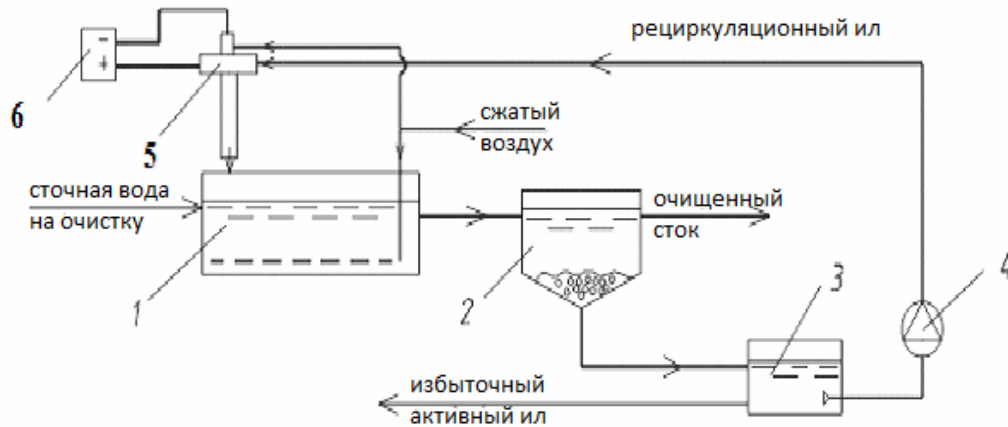 рециркуляционный ил
− 
+
6
5
сжатый
воздух
сточная вода
на очистку
очищенный
сток
1
2
3
4
избыточный
активный ил